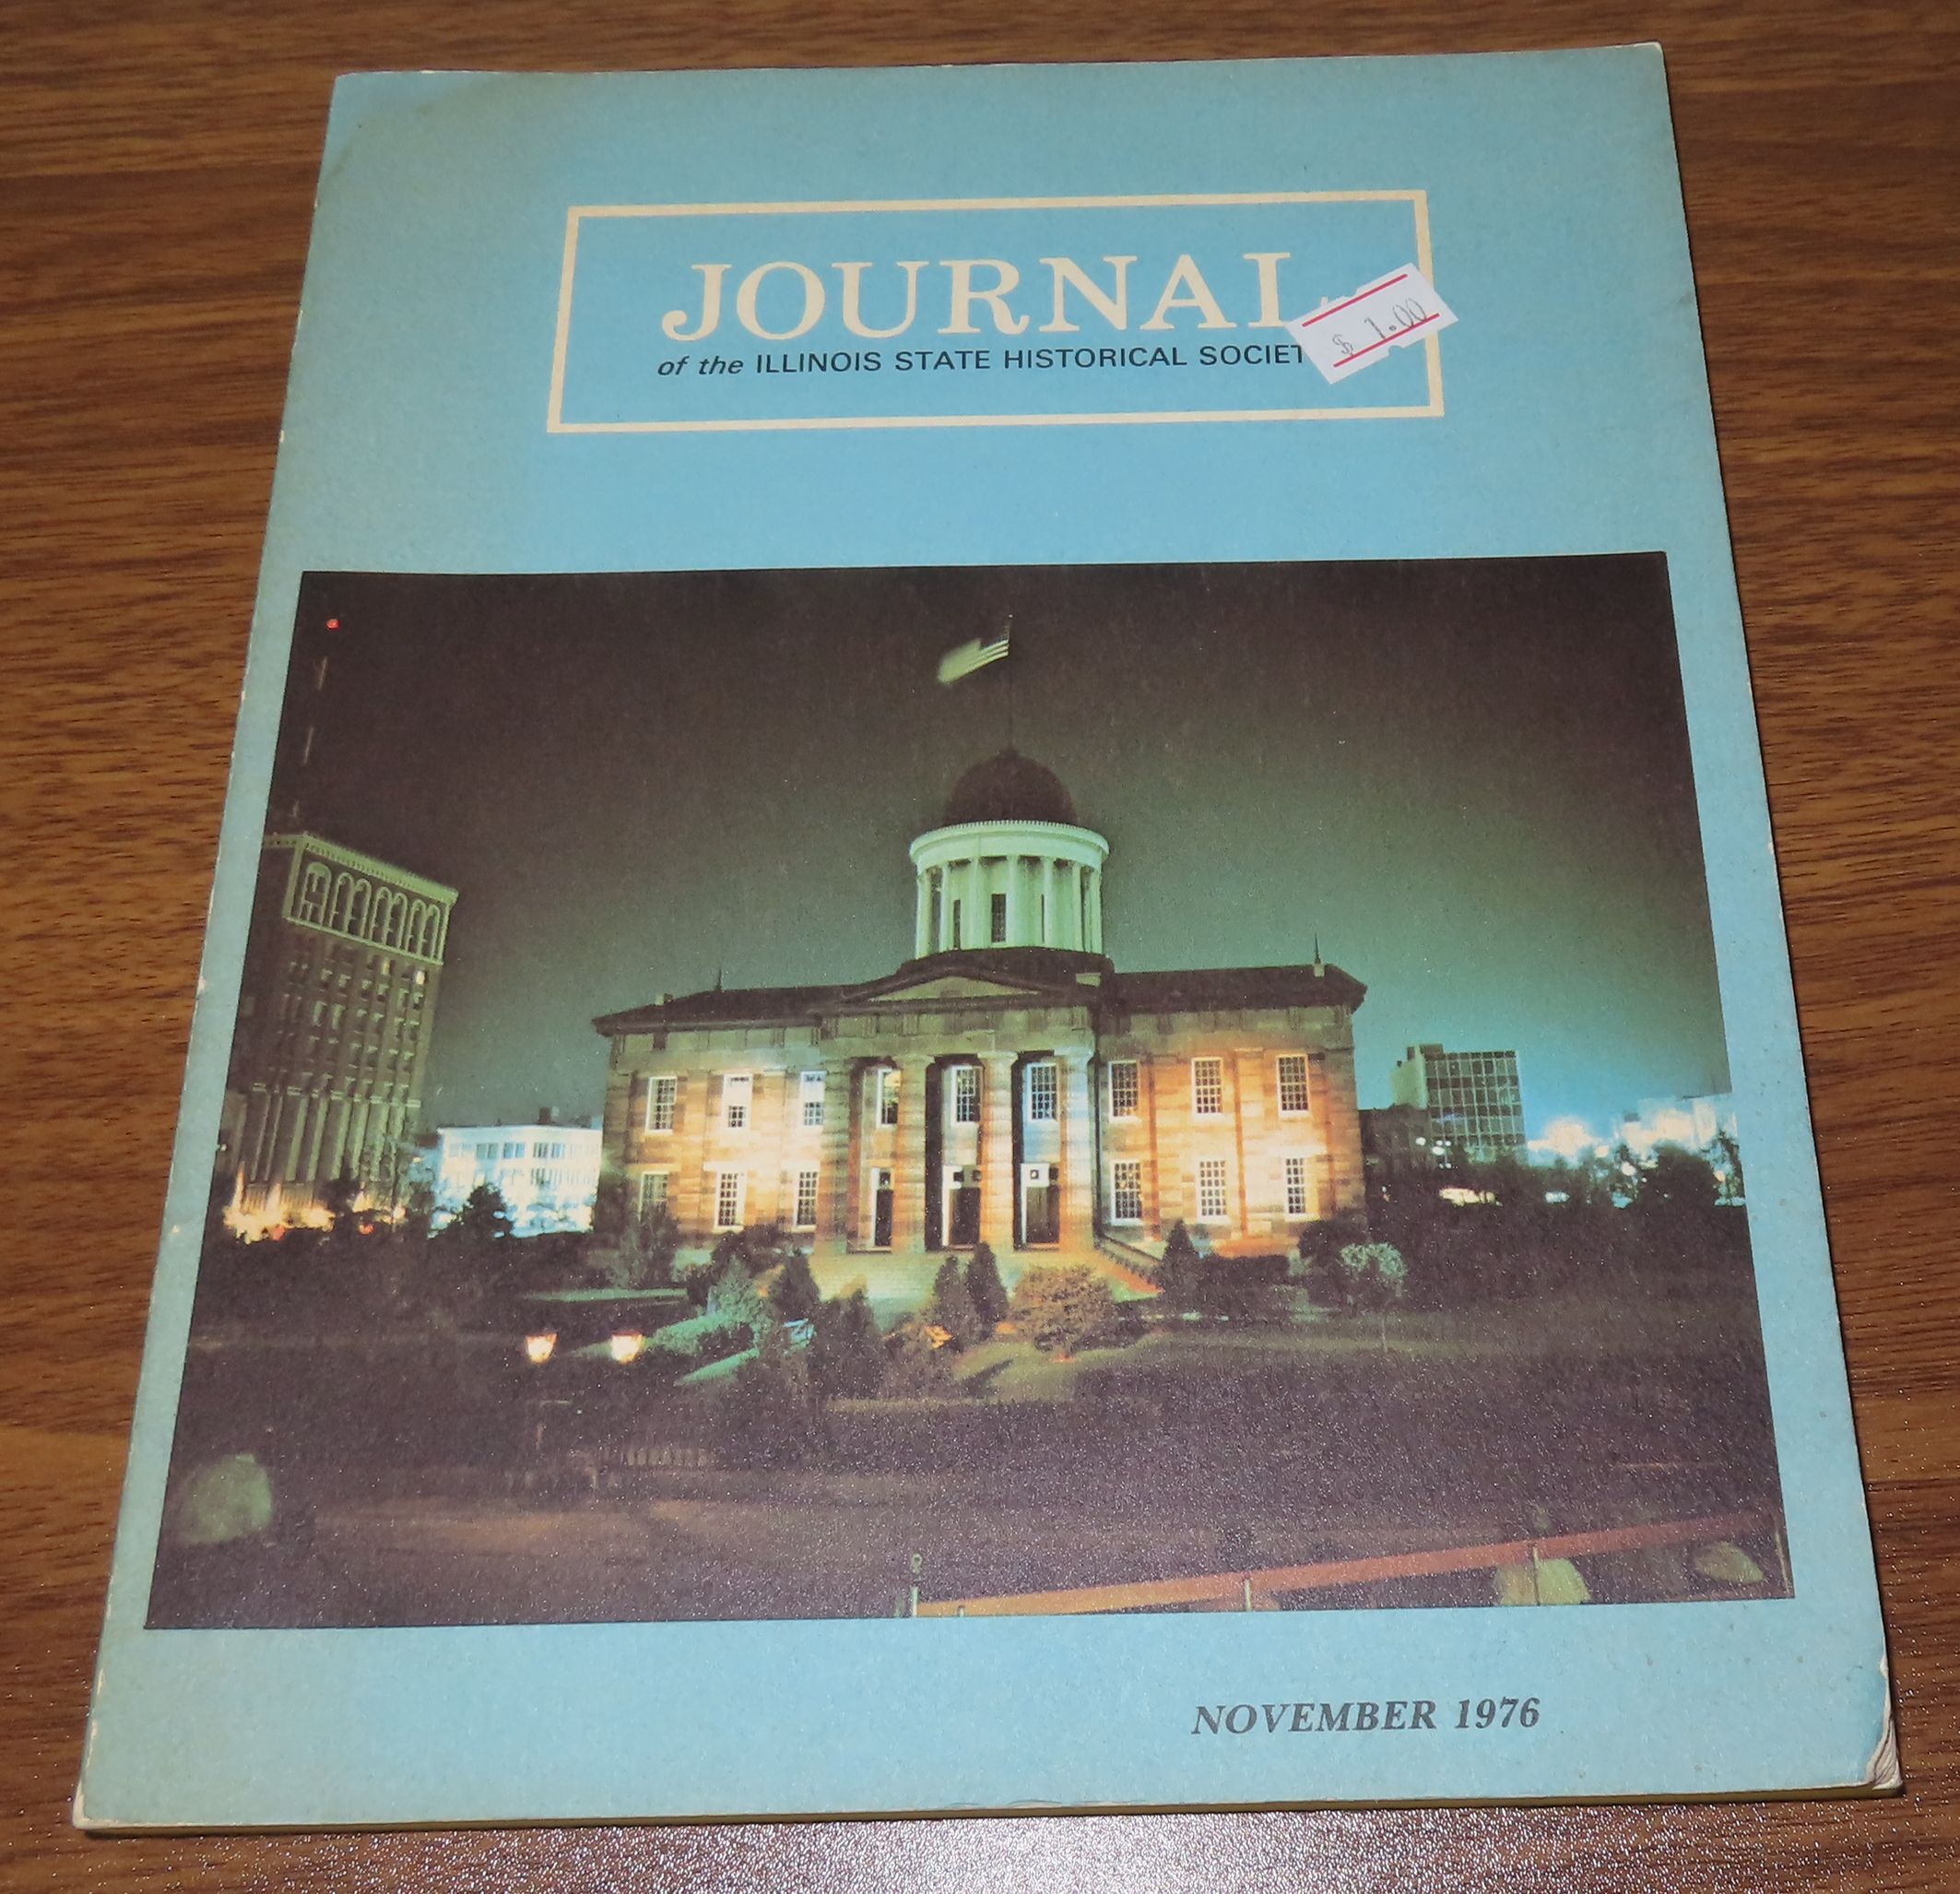 JOURNAL
$ 1.00
of the ILLINOIS STATE HISTORICAL SOCIET
NOVEMBER 1976